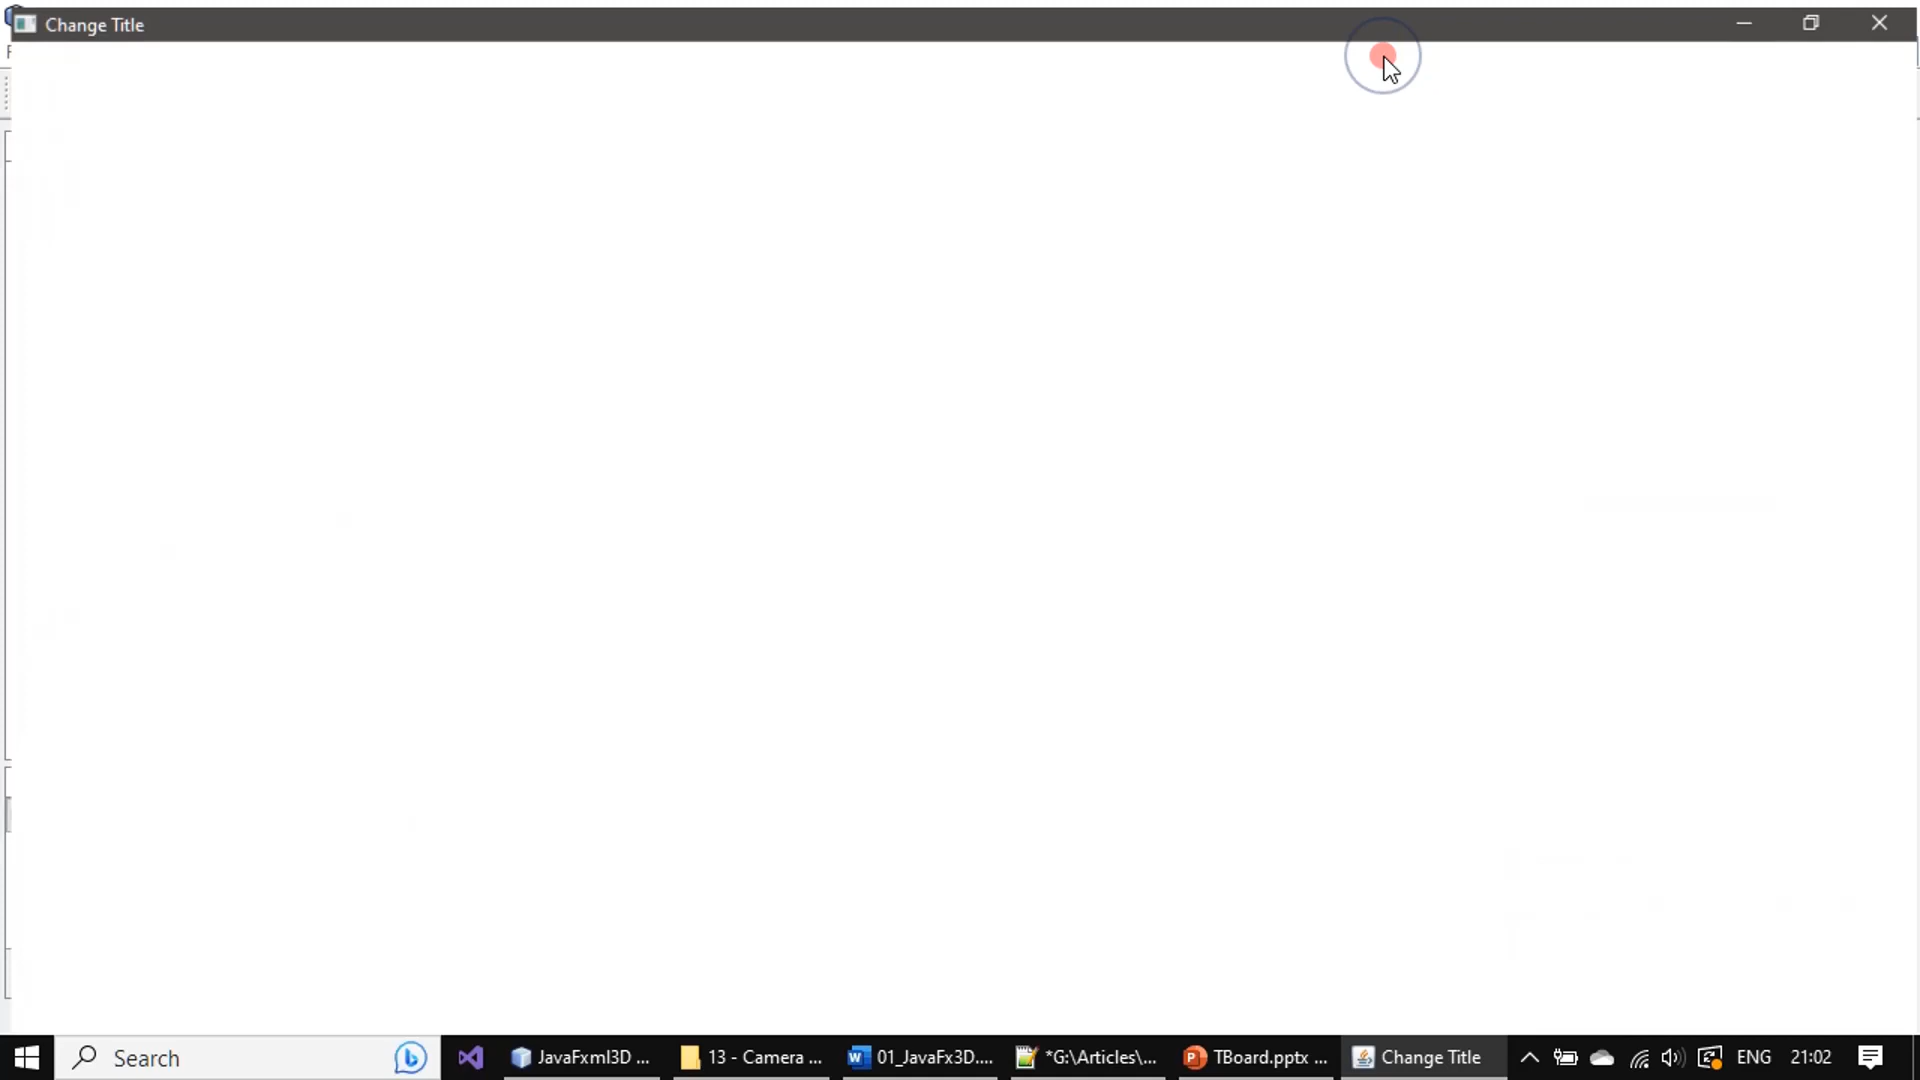 Change Title
Search
JavaFxml3D ...
13 - Camera ...
01_JavaFx3D....
*G:\Articles\...
TBoard.pptx ...
Change Title
ENG
21:02